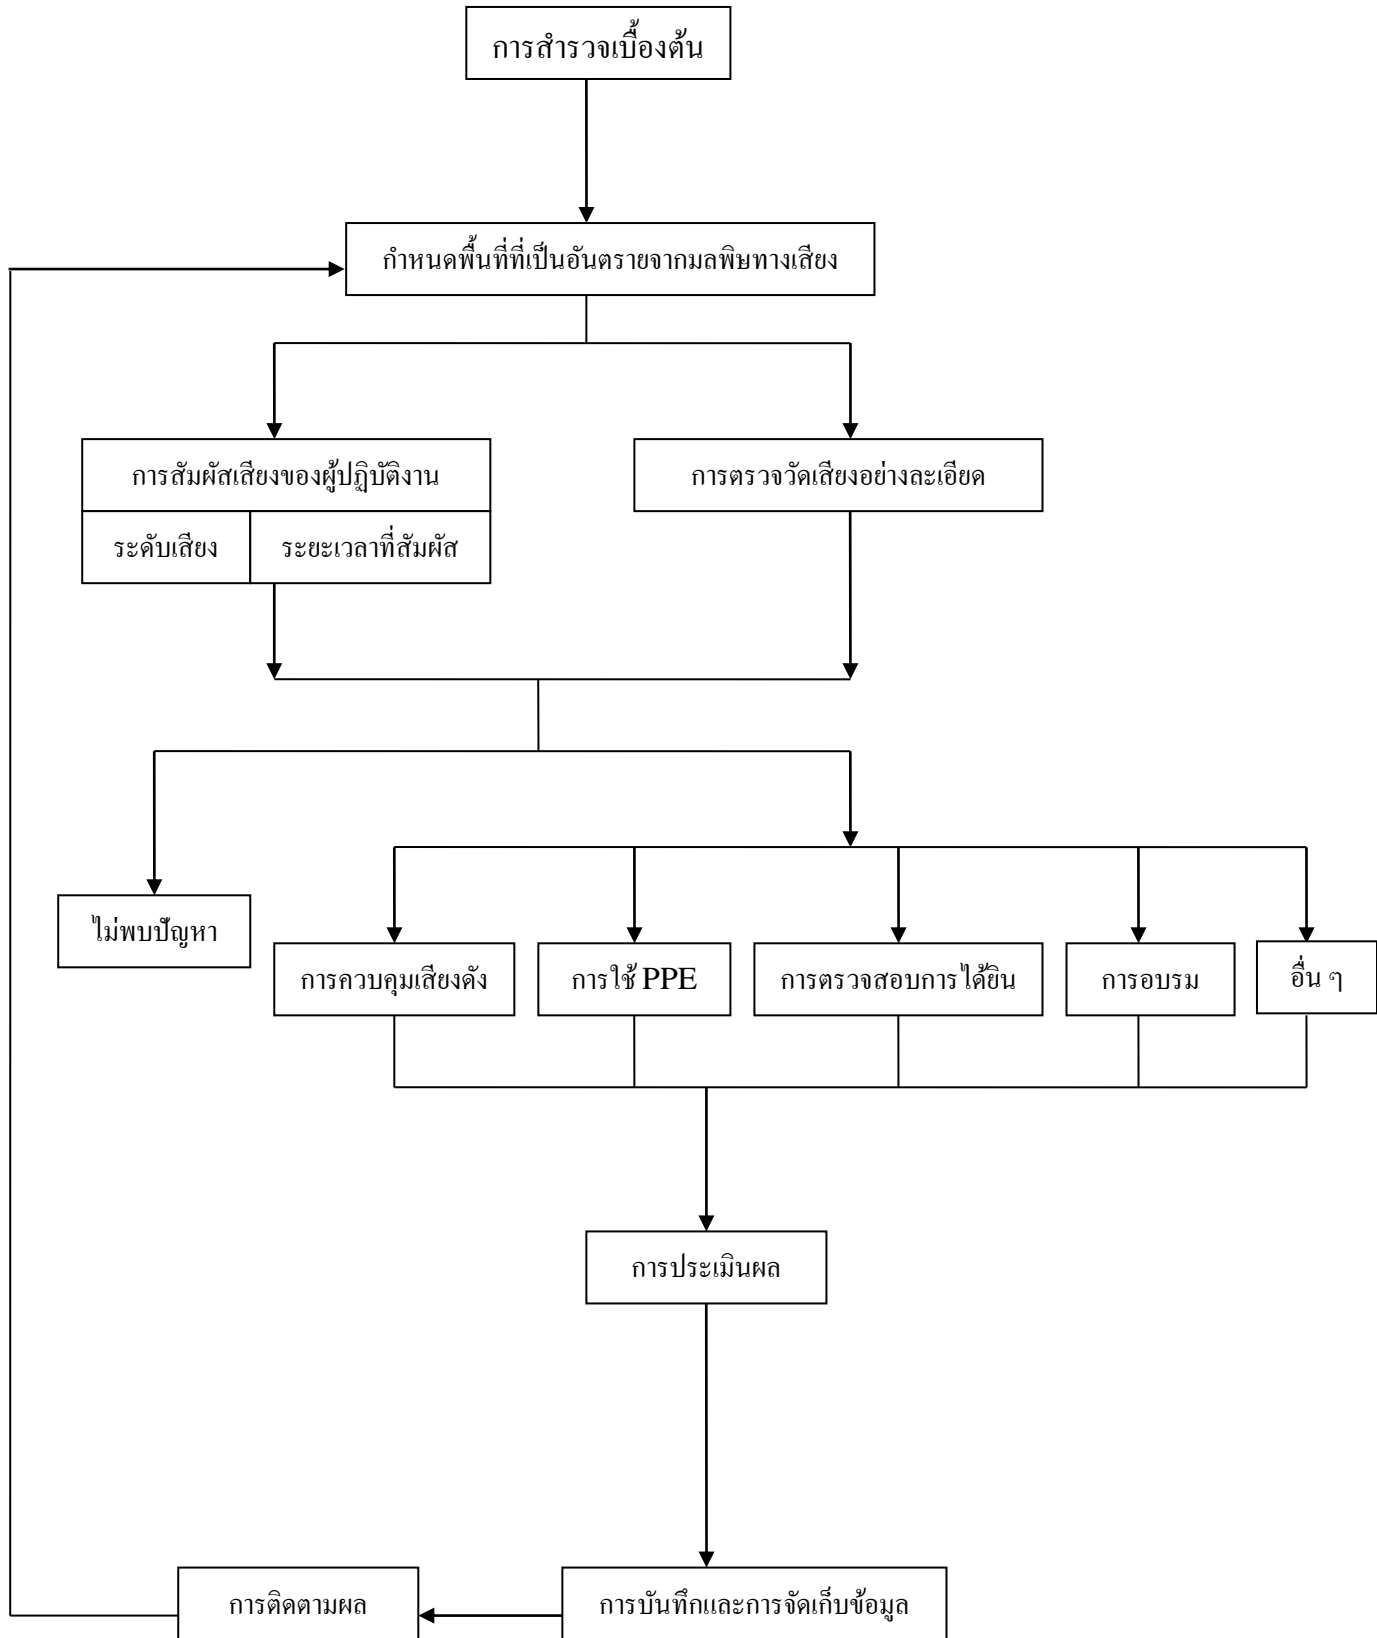 การสำรวจเบื้องต้น
กำหนดพื้นที่ที่เป็นอันตรายจากมลพิษทางเสียง
การสัมผัสเสียงของผู้ปฏิบัติงาน
การตรวจวัดเสียงอย่างละเอียด
ระดับเสียง
ระยะเวลาที่สัมผัส
ไม่พบปัญหา
การควบคุมเสียงดัง
การใช้ PPE
การตรวจสอบการได้ยิน
การอบรม
อื่น ๆ
การประเมินผล
การติดตามผล
การบันทึกและการจัดเก็บข้อมูล